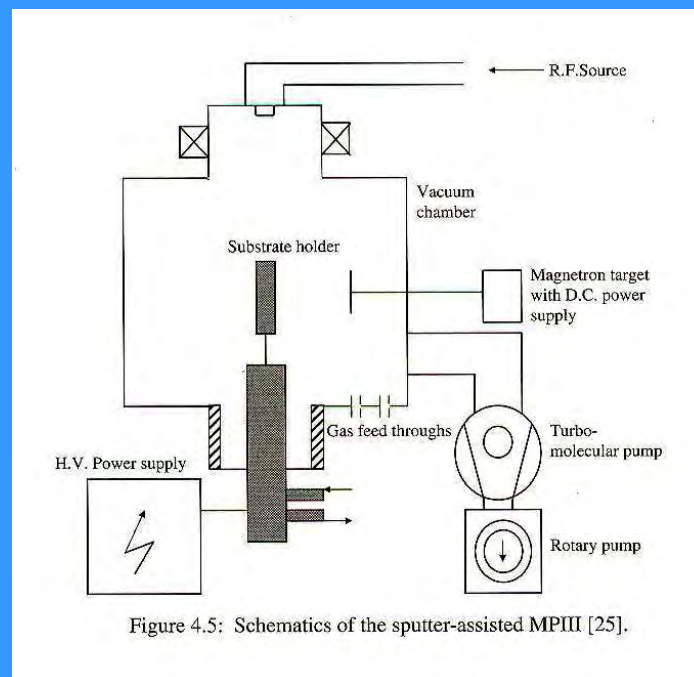 R.F.Source
Vacuum
chamber
Substrate holder
Magnetron target
with D.C. power
supply
Gas feed throughs
Turbo-
molecular pump
H.V. Power supply
Rotary pump
Figure 4.5: Schematics of the sputter-assisted MPIII [25].